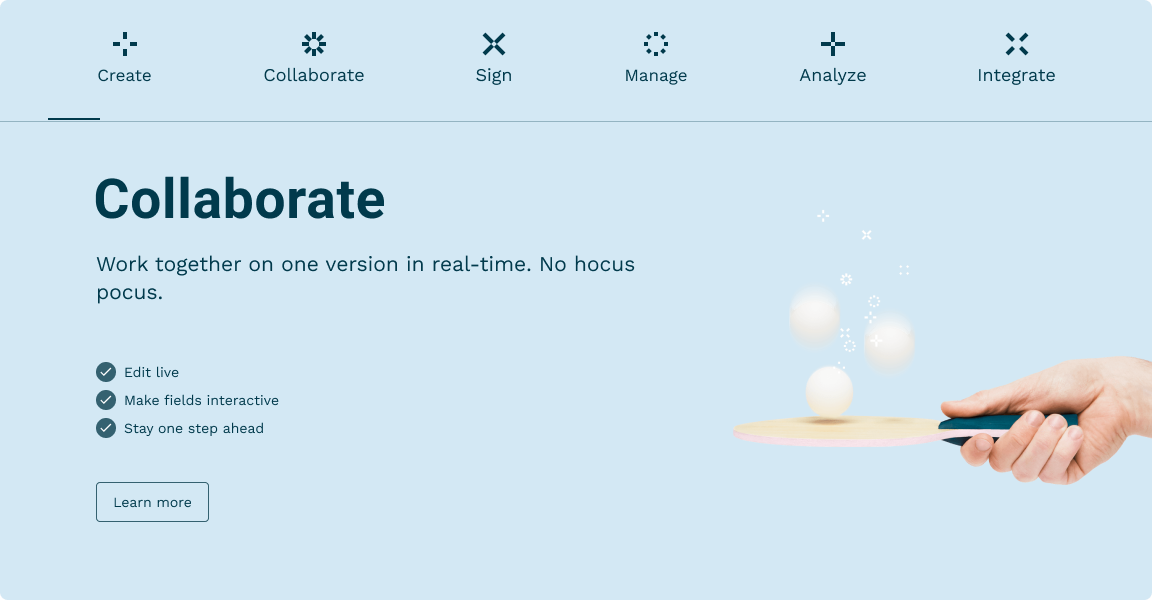 Create
Collaborate
Sign
Manage
Analyze
Integrate
Collaborate
Work together on one version in real-time. No hocus
pocus.
Edit live
Make fields interactive
Stay one step ahead
Learn more